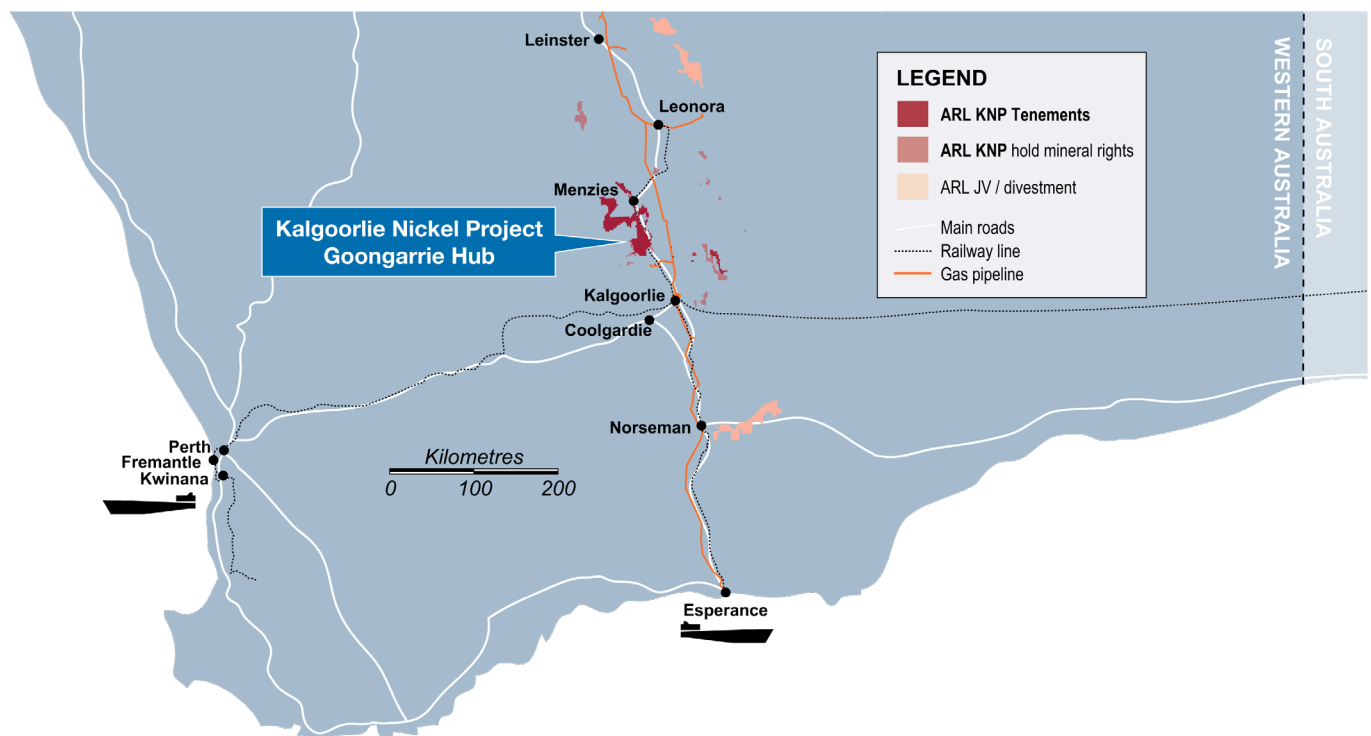 Leinster
Leonora
Menzies
Kalgoorlie Nickel Project
Goongarrie Hub
Kalgoorlie
Coolgardie
Norseman
Perth
Fremantle
Kwinana
Kilometres
0 100 200
Esperance
LEGEND
ARL KNP Tenements
ARL KNP hold mineral rights
ARL JV / divestment
Main roads
Railway line
Gas pipeline
WESTERN AUSTRALIA
SOUTH AUSTRALIA